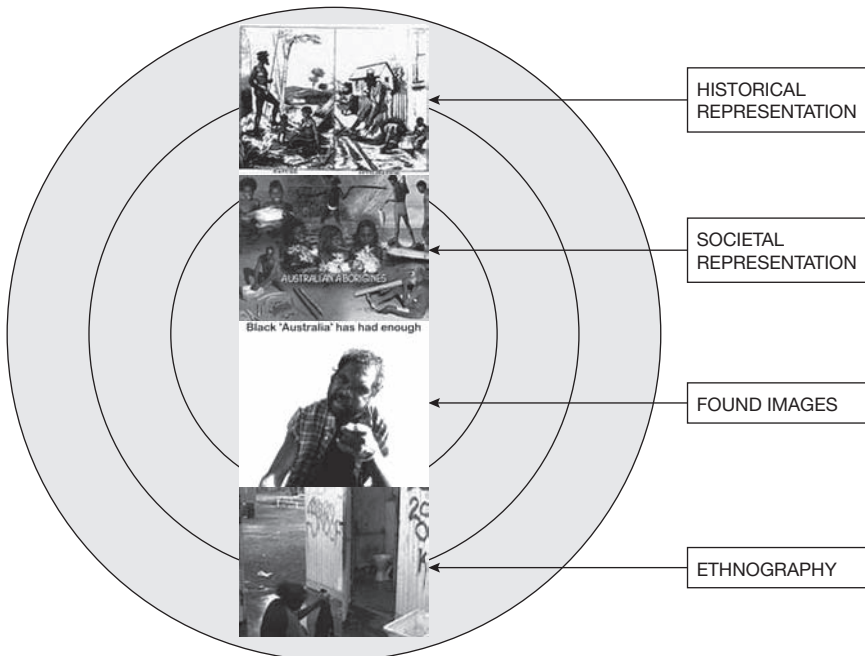 HISTORICAL
REPRESENTATION
SOCIETAL
REPRESENTATION
AUSTRALIAN ABORIGINES
Black 'Australia' has had enough
FOUND IMAGES
ETHNOGRAPHY